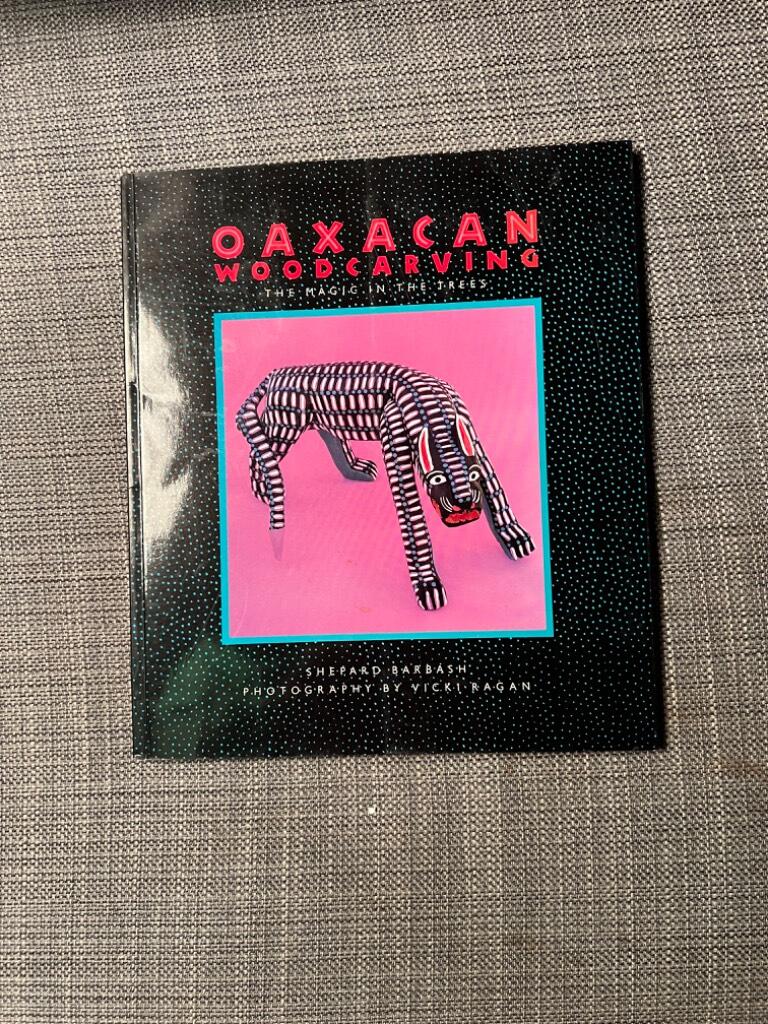 OAXACAN
WOODCARVING
THE MAGIC IN THE TREES
SHEPARD BARBASH
PHOTOGRAPHY BY VICKI RAGAN